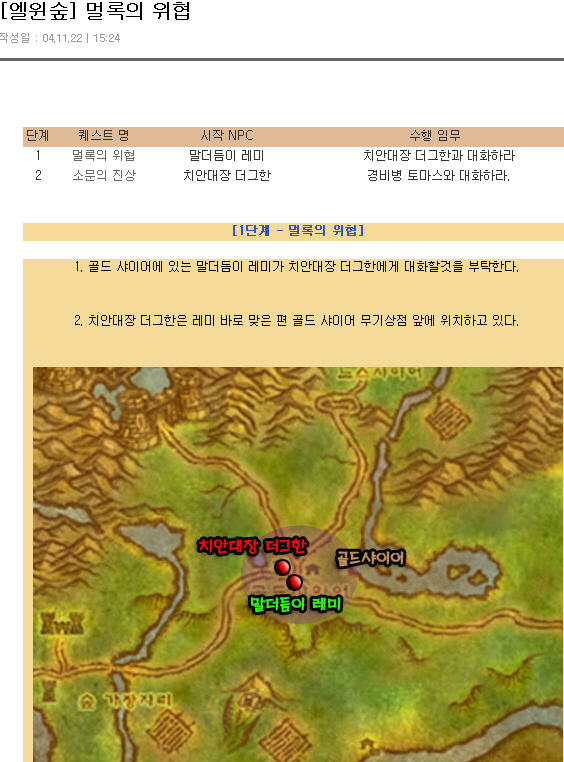 [엘윈숲] 멀록의 위협
작성일 : 04.11.22 | 15:24
단계 퀘스트 명 시작 NPC 수행 임무
1 멀록의 위협 말더듬이 레미 치안대장 더그한과 대화하라
2 소문의 진상 치안대장 더그한 경비병 토마스와 대화하라.
[1단계 - 멀록의 위협]
1. 골드 샤이어에 있는 말더듬이 레미가 치안대장 더그한에게 대화할것을 부탁한다.
2. 치안대장 더그한은 레미 바로 맞은 편 골드 샤이어 무기상점 앞에 위치하고 있다.
치안대장 더그한
골드샤이어
말더듬이 레미
숲 가장자리